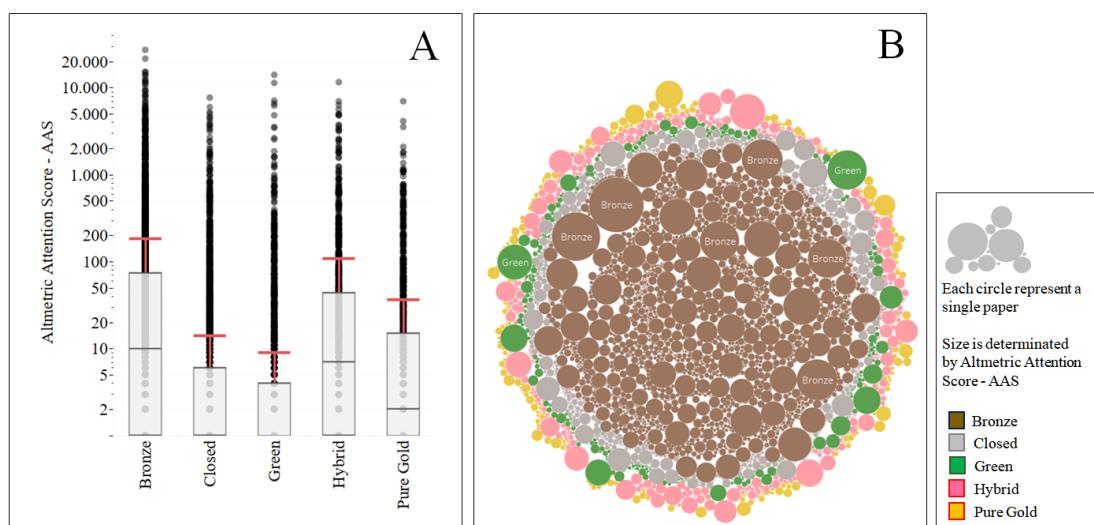 A
Altmetric Attention Score - AAS
20.000
10.000
5.000
2.000
1.000
500
200
100
50
20
10
5
2
Bronze
Closed
Green
Hybrid
Pure Gold
B
Bronze
Green
Bronze
Bronze
Bronze
Bronze
Green
Bronze
Each circle represent a
single paper
Size is determinated
by Altmetric Attention
Score - AAS
Bronze
Closed
Green
Hybrid
Pure Gold